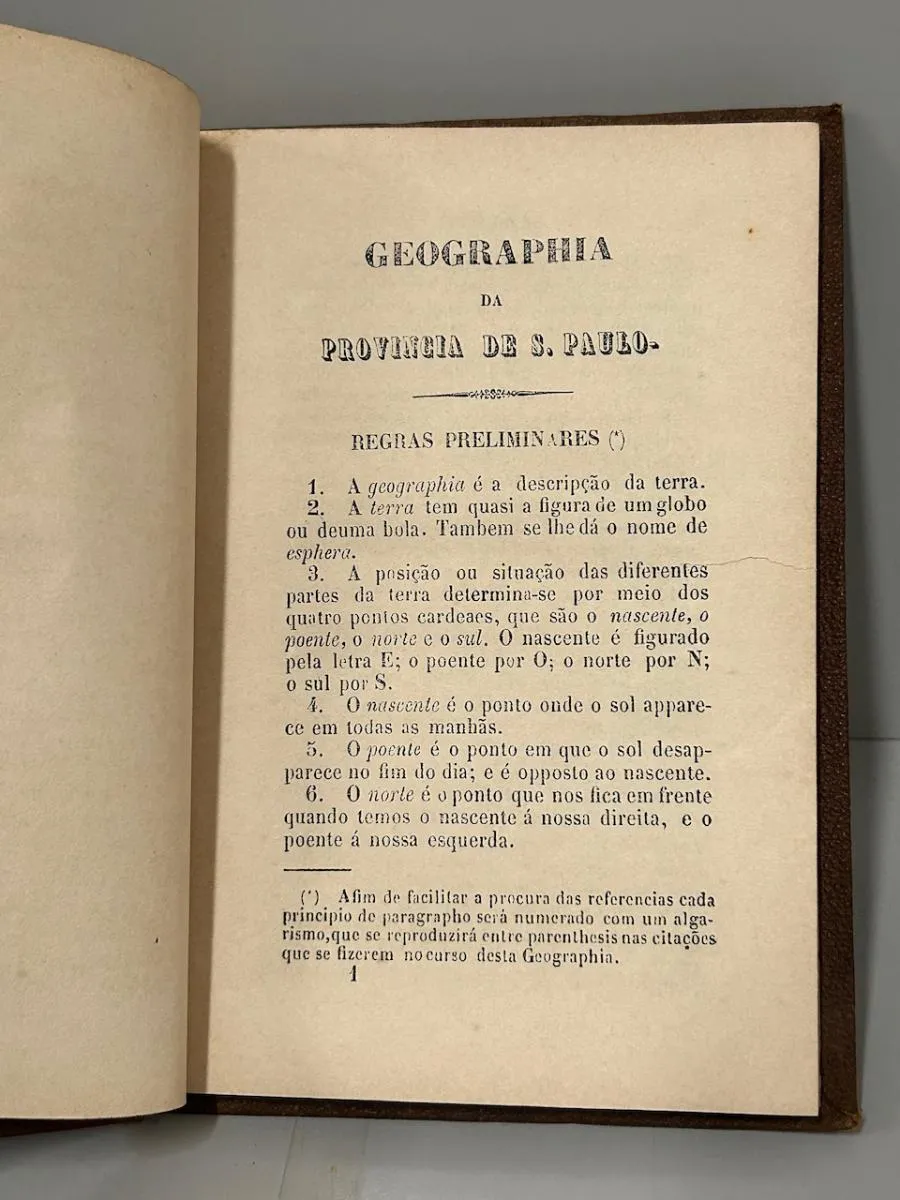 GEOGRAPHIA
DA
PROVINCIA DE S. PAULO.
REGRAS PRELIMINARES (*)
1. A geographia é a descripção da terra.
2. A terra tem quasi a figura de um globo
ou deuma bola. Tambem se lhe dá o nome de
esphera.
3. A posição ou situação das differentes
partes da terra determina-se por meio dos
quatro pontos cardeaes, que são o nascente, o
poente, o norte e o sul. O nascente é figurado
pela letra E; o poente por O; o norte por N;
o sul por S.
4. O nascente é o ponto onde o sol appare-
ce em todas as manhãs.
5. O poente é o ponto em que o sol desap-
parece no fim do dia; e é opposto ao nascente.
6. O norte é o ponto que nos fica em frente
quando temos o nascente á nossa direita, e o
poente á nossa esquerda.
(*) Afim de facilitar a procura das referencias cada
principio de paragrapho será numerado com um alga-
rismo, que se reproduzirá entre parenthesis nas citações
que se fizerem no curso desta Geographia.
1